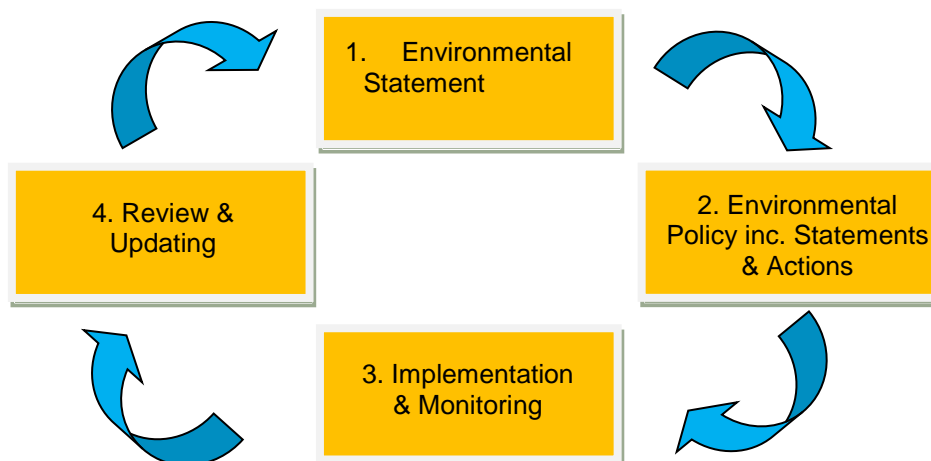 1. Environmental
Statement
2. Environmental
Policy inc. Statements
& Actions
3. Implementation
& Monitoring
4. Review &
Updating